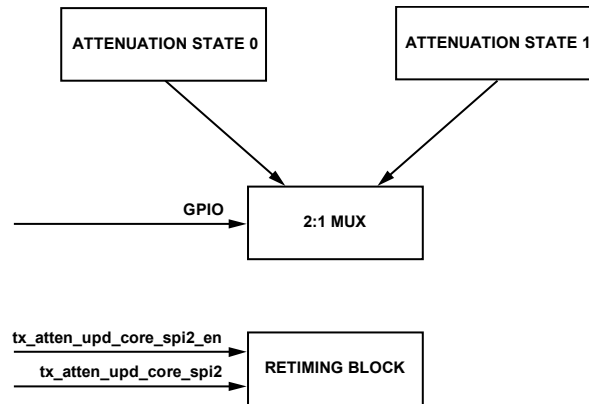 ATTENUATION STATE 0
ATTENUATION STATE 1
GPIO
2:1 MUX
tx_atten_upd_core_spi2_en
tx_atten_upd_core_spi2
RETIMING BLOCK